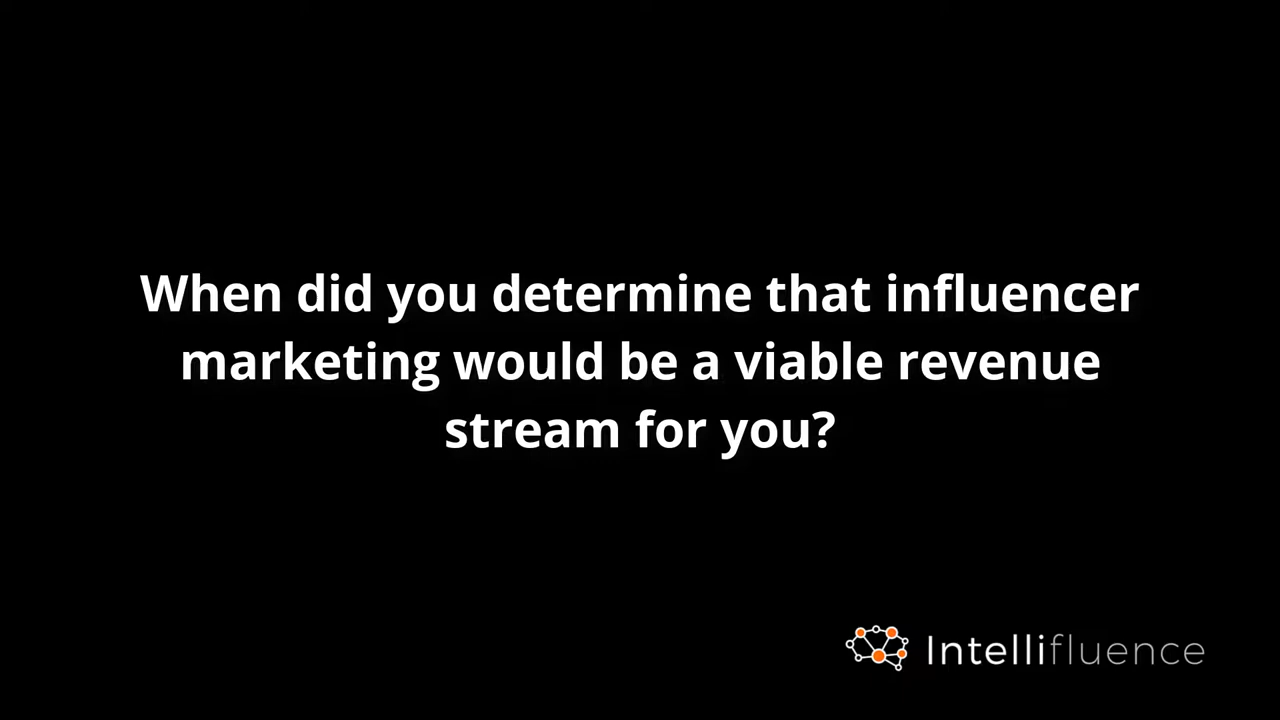 When did you determine that influencer
marketing would be a viable revenue
stream for you?
Intellifluence